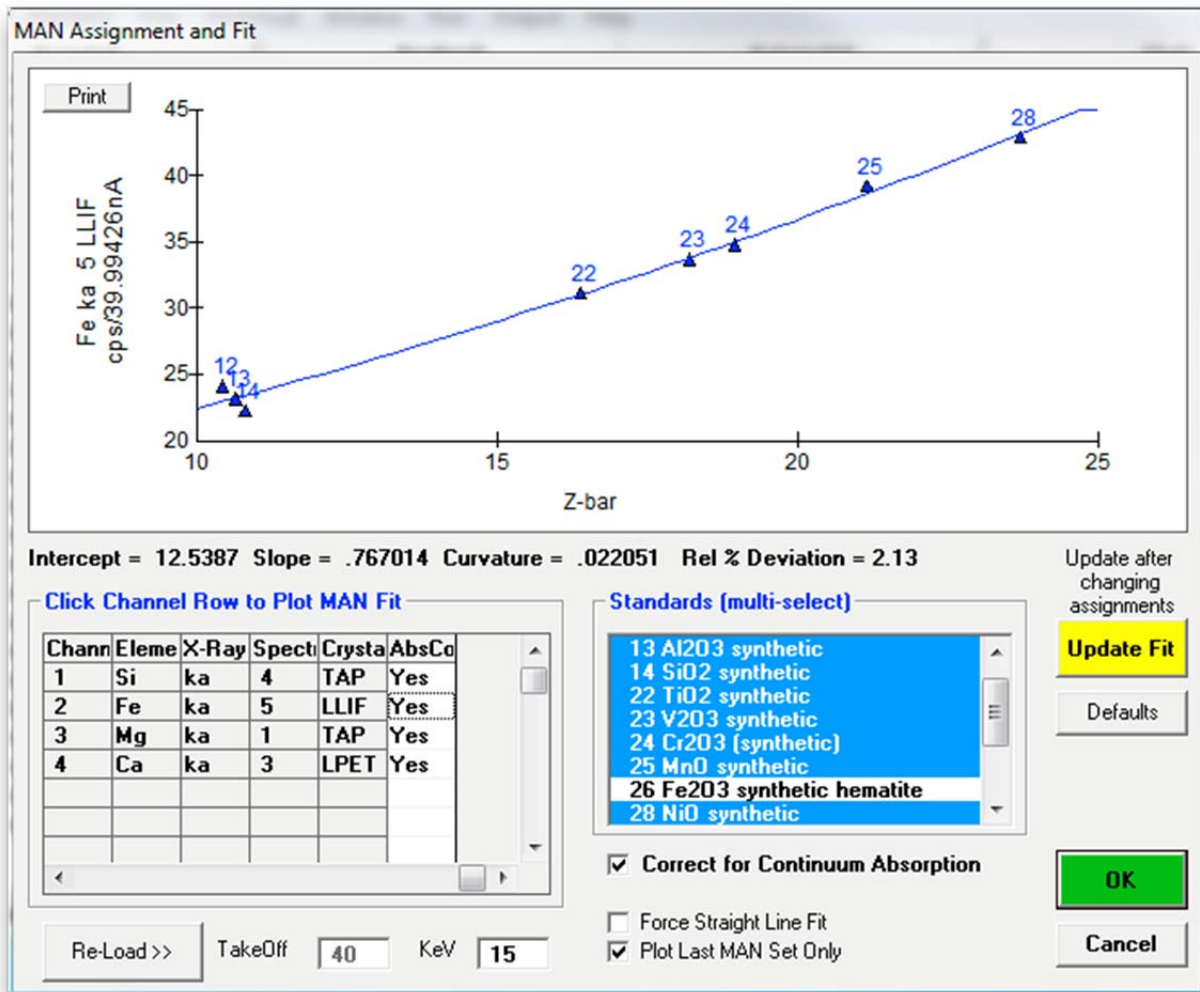 MAN Assignment and Fit
Print
45
40
35
30
25
20
Fe ka 5 LLIF
cps/39.99426nA
12
13
14
22
23
24
25
28
10
15
20
25
Z-bar
Intercept = 12.5387 Slope = .767014 Curvature = .022051 Rel % Deviation = 2.13
Update after
changing
assignments
Click Channel Row to Plot MAN Fit
Chann Eleme X-Ray Spectr Crysta AbsCo
1 Si ka 4 TAP Yes
2 Fe ka 5 LLIF Yes
3 Mg ka 1 TAP Yes
4 Ca ka 3 LPET Yes
Standards (multi-select)
13 Al2O3 synthetic
14 SiO2 synthetic
22 TiO2 synthetic
23 V2O3 synthetic
24 Cr2O3 (synthetic)
25 MnO synthetic
26 Fe2O3 synthetic hematite
28 NiO synthetic
Update Fit
Defaults
Correct for Continuum Absorption
Force Straight Line Fit
Plot Last MAN Set Only
OK
Cancel
Re-Load >>
TakeOff 40 KeV 15